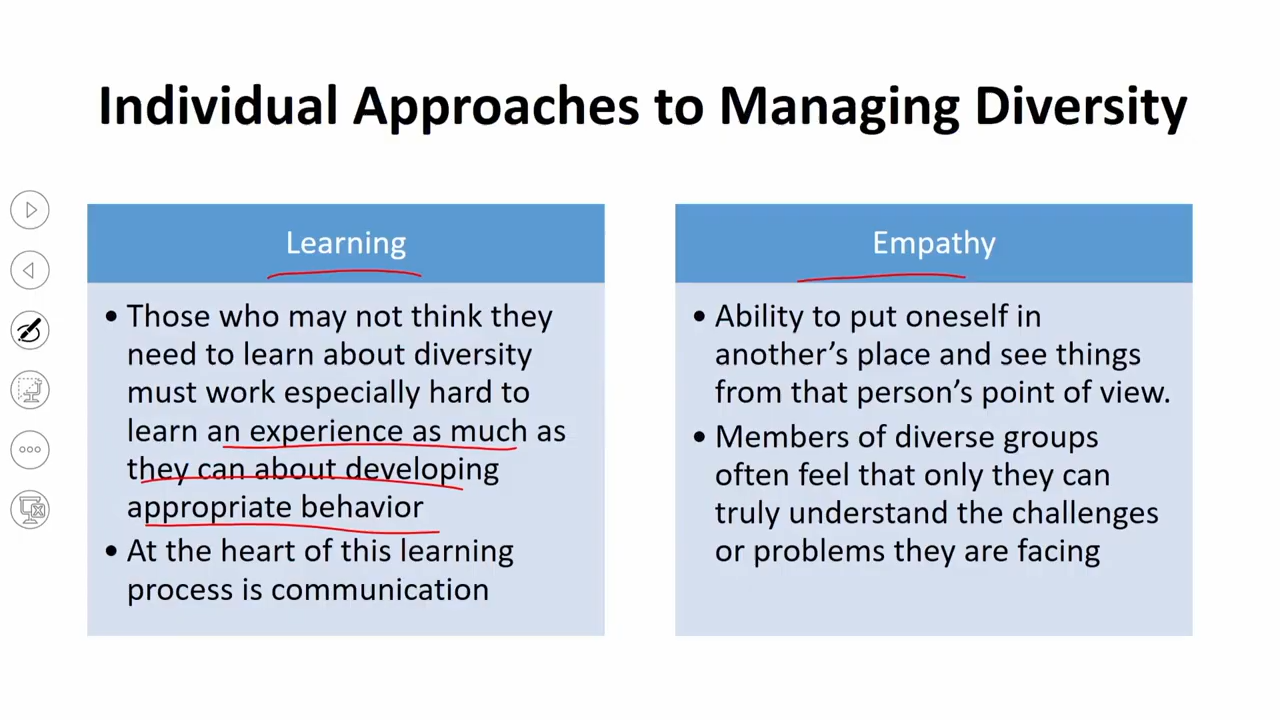 Individual Approaches to Managing Diversity
Learning
• Those who may not think they
need to learn about diversity
must work especially hard to
learn an experience as much as
they can about developing
appropriate behavior
• At the heart of this learning
process is communication
Empathy
• Ability to put oneself in
another’s place and see things
from that person’s point of view.
• Members of diverse groups
often feel that only they can
truly understand the challenges
or problems they are facing